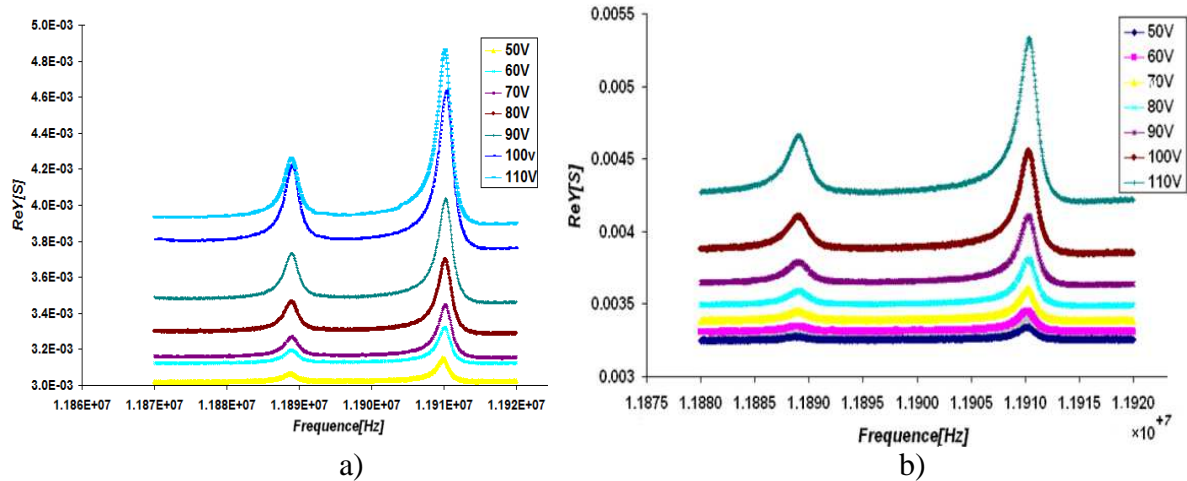 5.0E-03
4.8E-03
4.6E-03
4.4E-03
4.2E-03
4.0E-03
3.8E-03
3.6E-03
3.4E-03
3.2E-03
3.0E-03
ReY[S]
1.186E+07 1.187E+07 1.188E+07 1.189E+07 1.190E+07 1.191E+07 1.192E+07
Frequence[Hz]
50V
60V
70V
80V
90V
100v
110V
a)
0.0055
0.005
0.0045
0.004
0.0035
0.003
ReY[S]
1.1875 1.1880 1.1885 1.1890 1.1895 1.1900 1.1905 1.1910 1.1915 1.1920
×10 +7
Frequence[Hz]
50V
60V
70V
80V
90V
100V
110V
b)